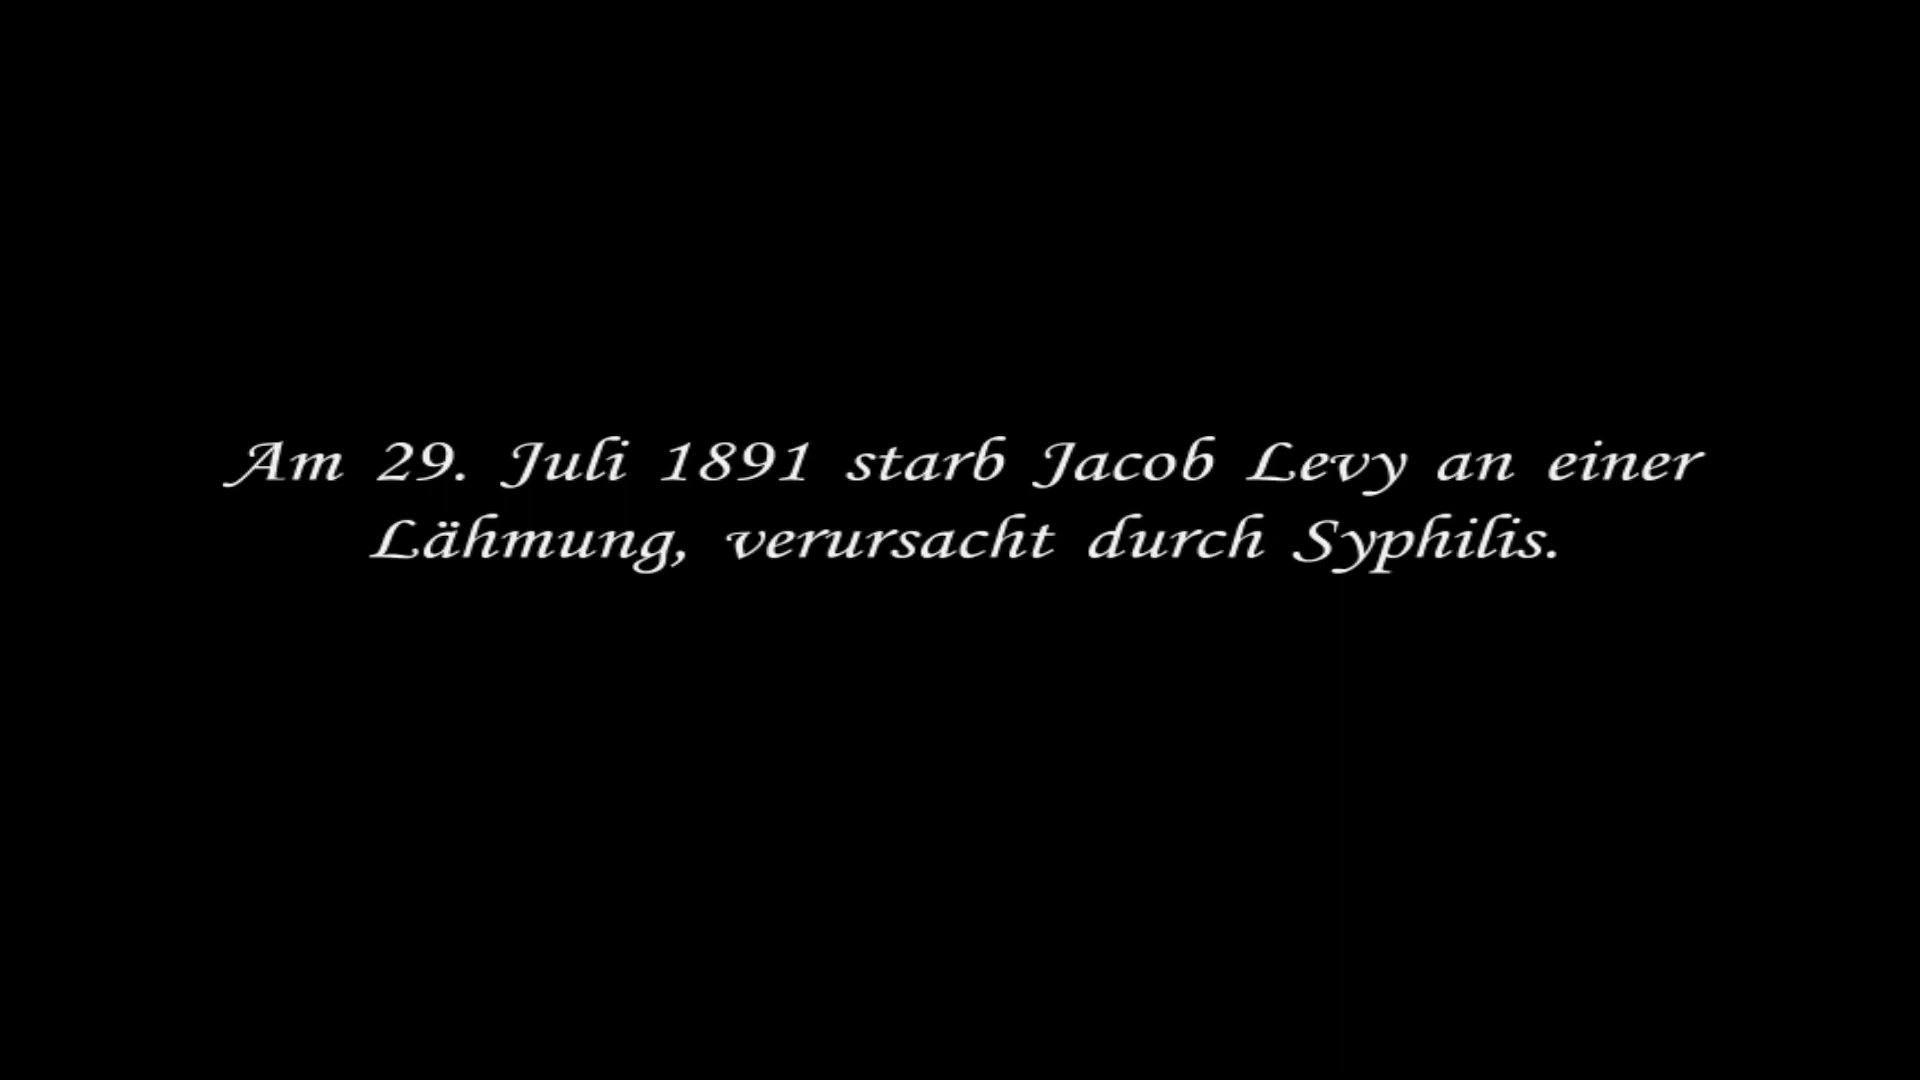 Am 29. Juli 1891 starb Jacob Levy an einer
Lähmung, verursacht durch Syphilis.